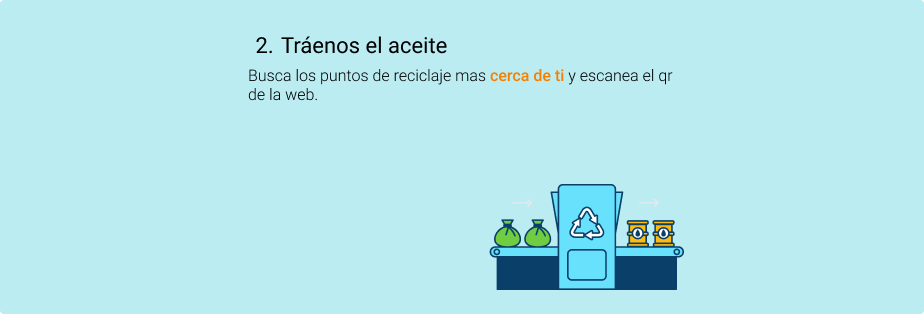 2. Tráenos el aceite
Busca los puntos de reciclaje mas cerca de ti y escanea el qr
de la web.